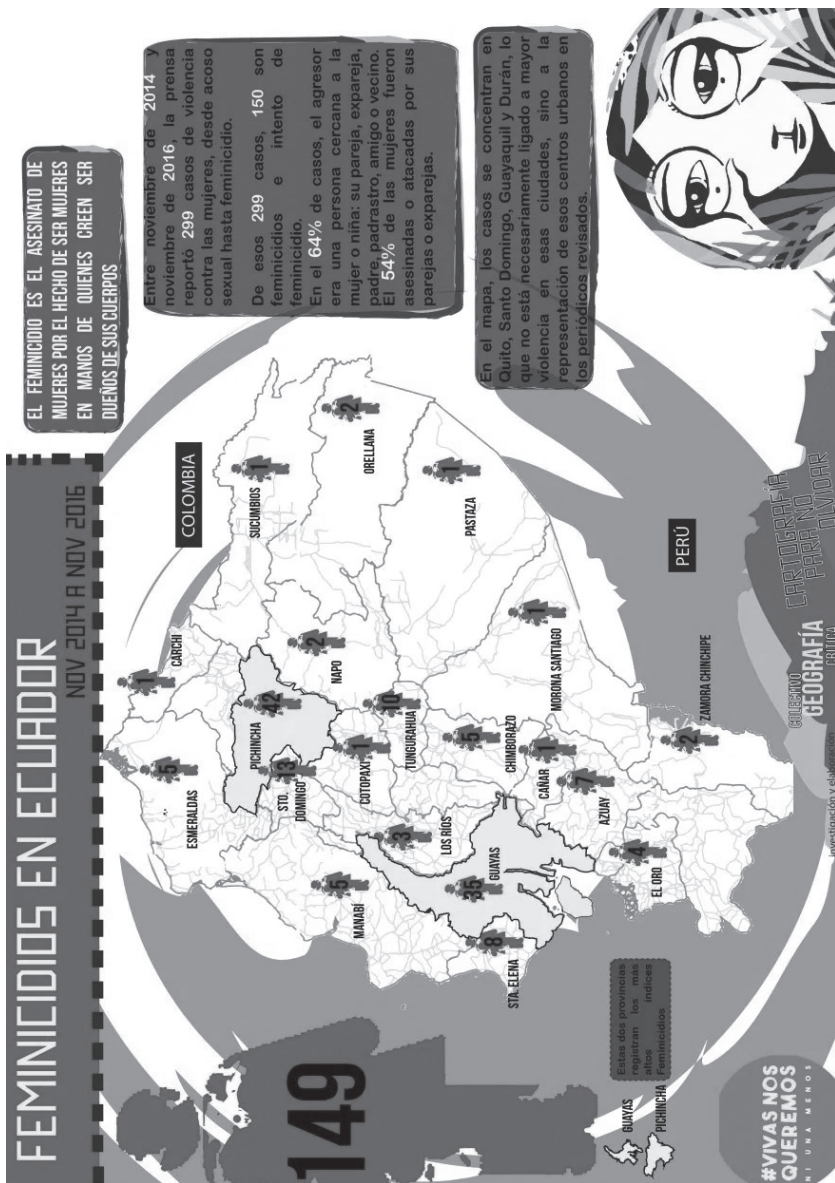 FEMINICIDIOS EN ECUADOR
NOV 2014 A NOV 2016
EL FEMINICIDIO ES EL ASESINATO DE
MUJERES POR EL HECHO DE SER MUJERES
EN MANOS DE QUIENES CREEN SER
DUEÑOS DE SUS CUERPOS
Entre noviembre de 2014 y
noviembre de 2016, la prensa
reportó 299 casos de violencia
contra las mujeres, desde acoso
sexual hasta feminicidio.
De esos 299 casos, 150 son
feminicidios e intento de
feminicidio.
En el 64% de casos, el agresor
era una persona cercana a la
mujer o niña: su pareja, expareja,
padre, padrastro, amigo o vecino.
El 54% de las mujeres fueron
asesinadas o atacadas por sus
parejas o exparejas.
En el mapa, los casos se concentran en
Quito, Santo Domingo, Guayaquil y Durán, lo
que no está necesariamente ligado a mayor
violencia en esas ciudades, sino a la
representación de esos centros urbanos en
los periódicos revisados.
COLOMBIA
PERÚ
1
CARCHI
5
ESMERALDAS
1
SUCUMBIOS
2
ORELLANA
PICHINCHA
42
2
NAPO
13
STO.
DOMINGO
1
COTOPAXI
10
TUNGURAHUA
1
PASTAZA
5
MANABÍ
3
LOS RÍOS
35
GUAYAS
5
CHIMBORAZO
1
CAÑAR
7
AZUAY
1
MORONA SANTIAGO
8
STA. ELENA
4
EL ORO
2
ZAMORA CHINCHIPE
149
GUAYAS
PICHINCHA
Estas dos provincias
registran los más
altos índices
Feminicidios
#VIVAS NOS
QUEREMOS
NI UNA MENOS
Investigación y elaboración
COLECTIVO
GEOGRAFÍA
CRÍTICA
CARTOGRAFÍA
PARA NO
OLVIDAR